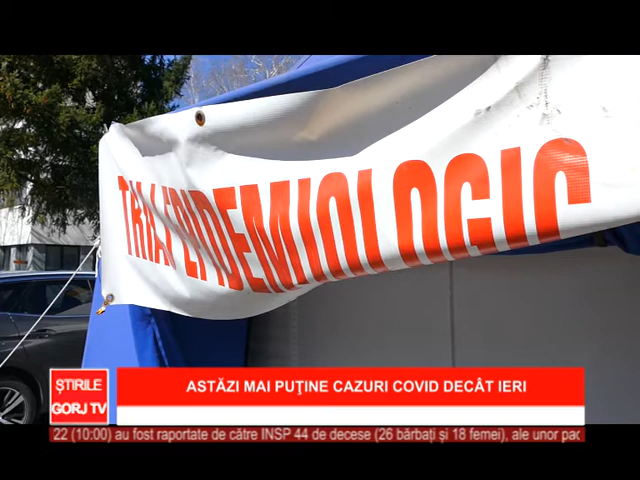 EPIDEMIOLOGIC
ȘTIRILE
GORJ TV
ASTĂZI MAI PUȚINE CAZURI COVID DECÂT IERI
22 (10:00) au fost raportate de către INSP 44 de decese (26 bărbați și 18 femei), ale unor pac